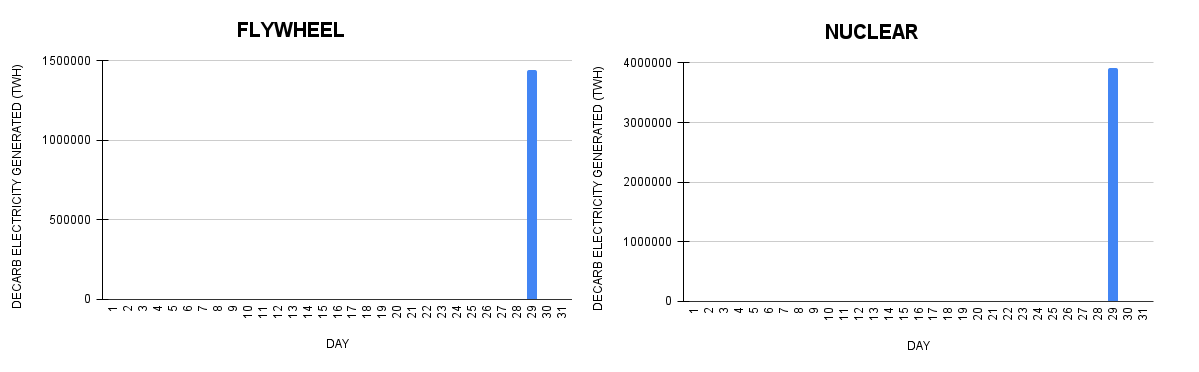 FLYWHEEL
DECARB ELECTRICITY GENERATED (TWH)
1500000
1000000
500000
0
1 2 3 4 5 6 7 8 9 10 11 12 13 14 15 16 17 18 19 20 21 22 23 24 25 26 27 28 29 30 31
DAY
NUCLEAR
DECARB ELECTRICITY GENERATED (TWH)
4000000
3000000
2000000
1000000
0
1 2 3 4 5 6 7 8 9 10 11 12 13 14 15 16 17 18 19 20 21 22 23 24 25 26 27 28 29 30 31
DAY